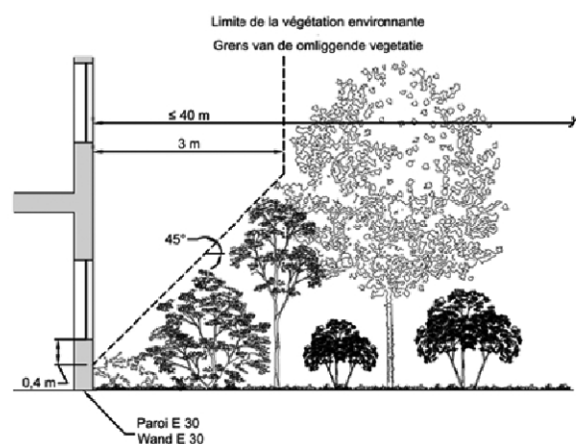 Limite de la végétation environnante
Grens van de omliggende vegetatie
≤ 40 m
3 m
45°
0,4 m
Paroi E 30
Wand E 30